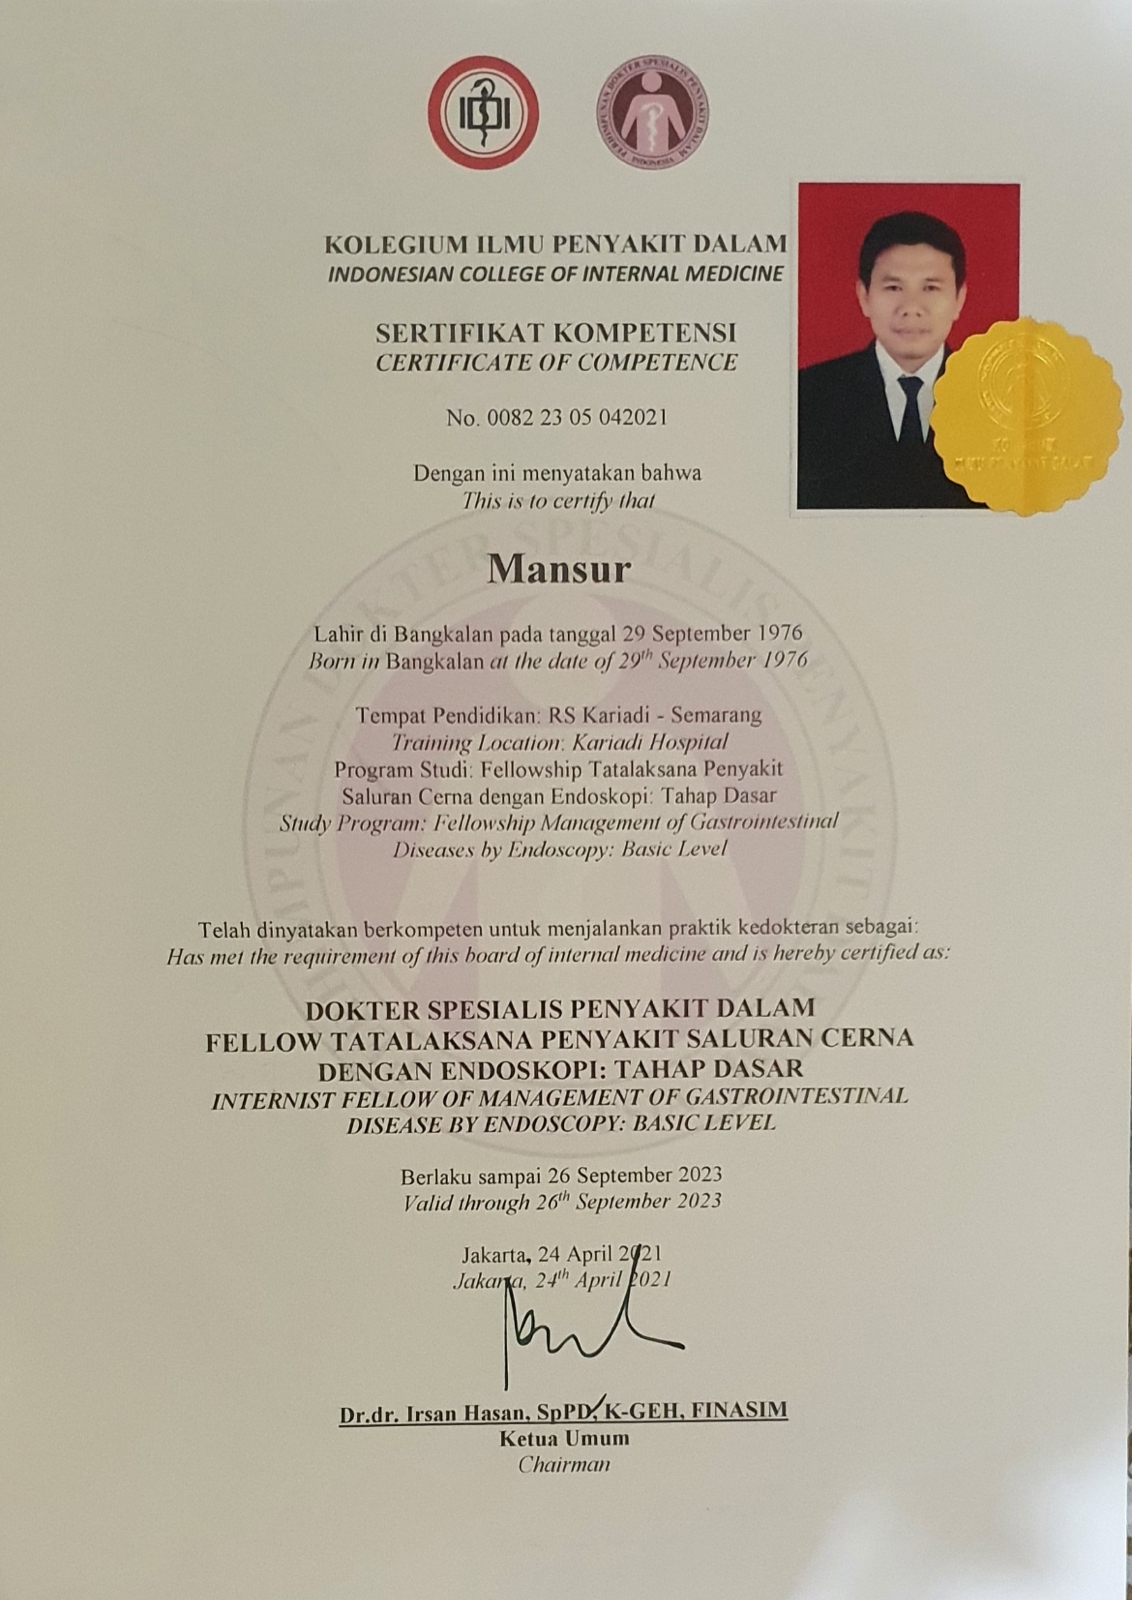 IDI
PERHIMPUNAN DOKTER SPESIALIS PENYAKIT DALAM
INDONESIA
KOLEGIUM ILMU PENYAKIT DALAM
INDONESIAN COLLEGE OF INTERNAL MEDICINE
SERTIFIKAT KOMPETENSI
CERTIFICATE OF COMPETENCE
No. 0082 23 05 042021
Dengan ini menyatakan bahwa
This is to certify that
Mansur
Lahir di Bangkalan pada tanggal 29 September 1976
Born in Bangkalan at the date of 29th September 1976
Tempat Pendidikan: RS Kariadi - Semarang
Training Location: Kariadi Hospital
Program Studi: Fellowship Tatalaksana Penyakit
Saluran Cerna dengan Endoskopi: Tahap Dasar
Study Program: Fellowship Management of Gastrointestinal
Diseases by Endoscopy: Basic Level
Telah dinyatakan berkompeten untuk menjalankan praktik kedokteran sebagai:
Has met the requirement of this board of internal medicine and is hereby certified as:
DOKTER SPESIALIS PENYAKIT DALAM
FELLOW TATALAKSANA PENYAKIT SALURAN CERNA
DENGAN ENDOSKOPI: TAHAP DASAR
INTERNIST FELLOW OF MANAGEMENT OF GASTROINTESTINAL
DISEASE BY ENDOSCOPY: BASIC LEVEL
Berlaku sampai 26 September 2023
Valid through 26th September 2023
Jakarta, 24 April 2021
Jakarta, 24th April 2021
Dr.dr. Irsan Hasan, SpPD, K-GEH, FINASIM
Ketua Umum
Chairman